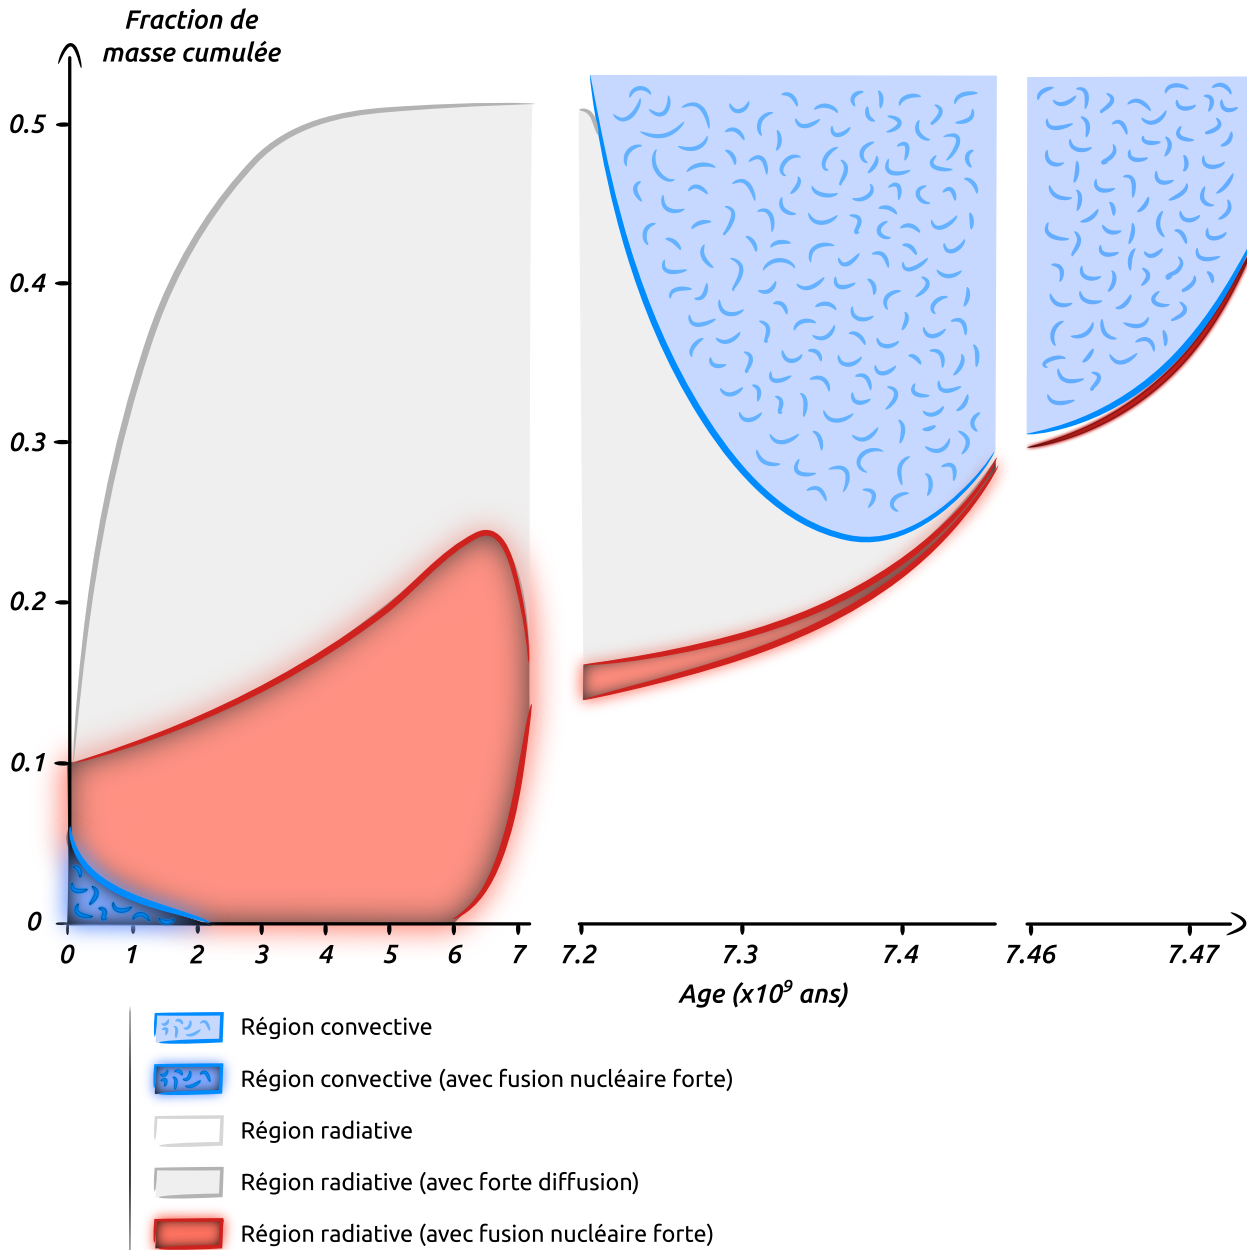 Fraction de
masse cumulée
0.5
0.4
0.3
0.2
0.1
0
0 1 2 3 4 5 6 7 7.2 7.3 7.4 7.46 7.47
Age (x10⁹ ans)
Région convective
Région convective (avec fusion nucléaire forte)
Région radiative
Région radiative (avec forte diffusion)
Région radiative (avec fusion nucléaire forte)